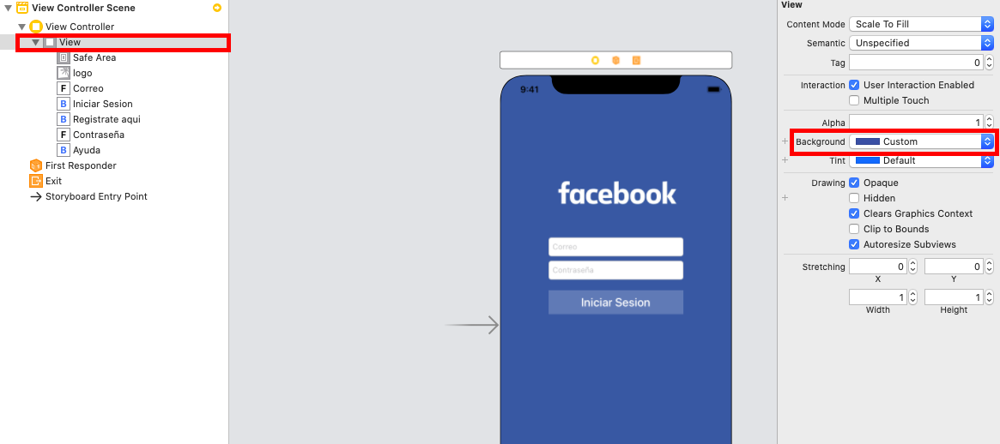 View Controller Scene
View Controller
View
Safe Area
logo
F Correo
B Iniciar Sesion
B Registrate aqui
F Contraseña
B Ayuda
First Responder
Exit
Storyboard Entry Point
9:41
facebook
Correo
Contraseña
Iniciar Sesion
View
Content Mode Scale To Fill
Semantic Unspecified
Tag 0
Interaction User Interaction Enabled
Multiple Touch
Alpha 1
+ Background Custom
+ Tint Default
Drawing Opaque
+ Hidden
Clears Graphics Context
Clip to Bounds
Autoresize Subviews
Stretching 0 0
X Y
1 1
Width Height